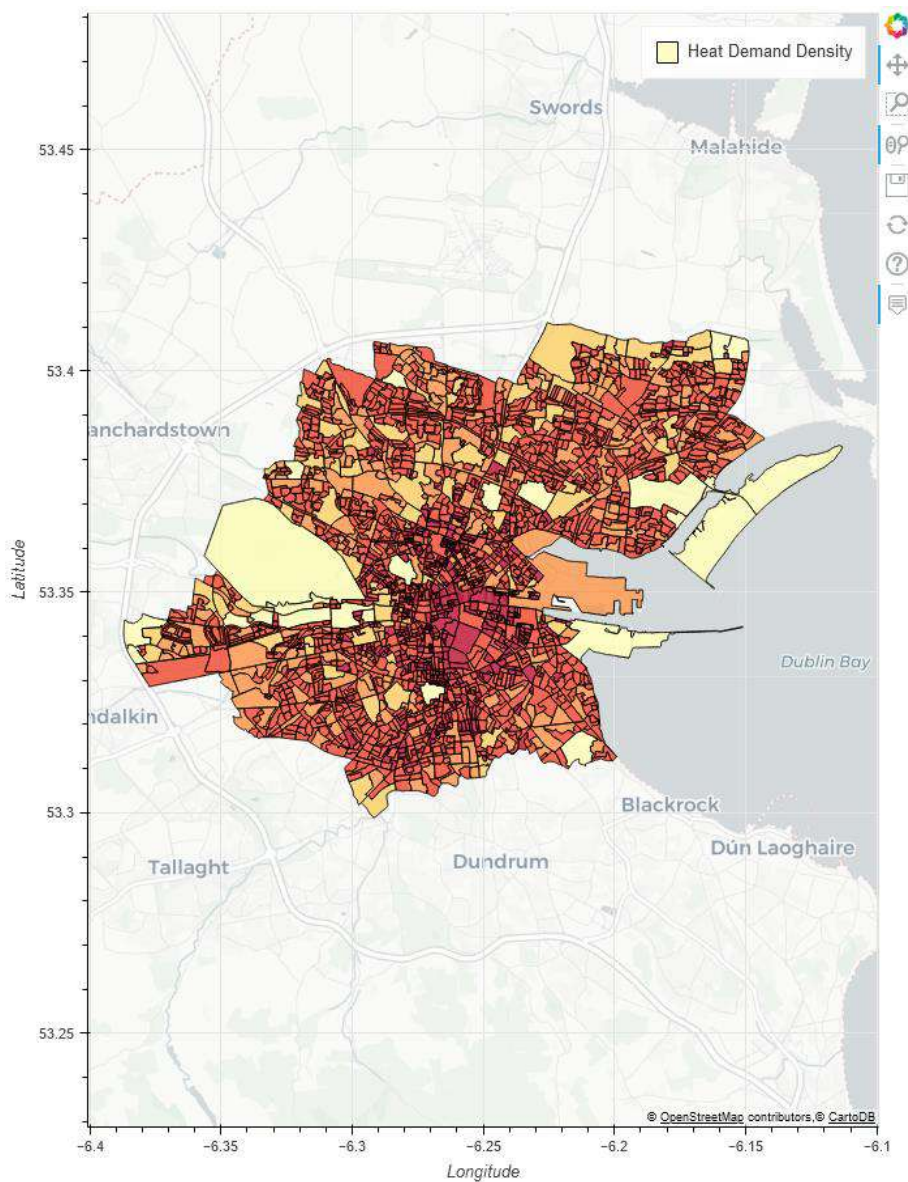 Heat Demand Density
Swords
Malahide
53.45
53.4
anchardstown
Latitude
53.35
Dublin Bay
ndalkin
53.3
Blackrock
Dún Laoghaire
Tallaght
Dundrum
53.25
© OpenStreetMap contributors,© CartoDB
−6.4
−6.35
−6.3
−6.25
−6.2
−6.15
−6.1
Longitude